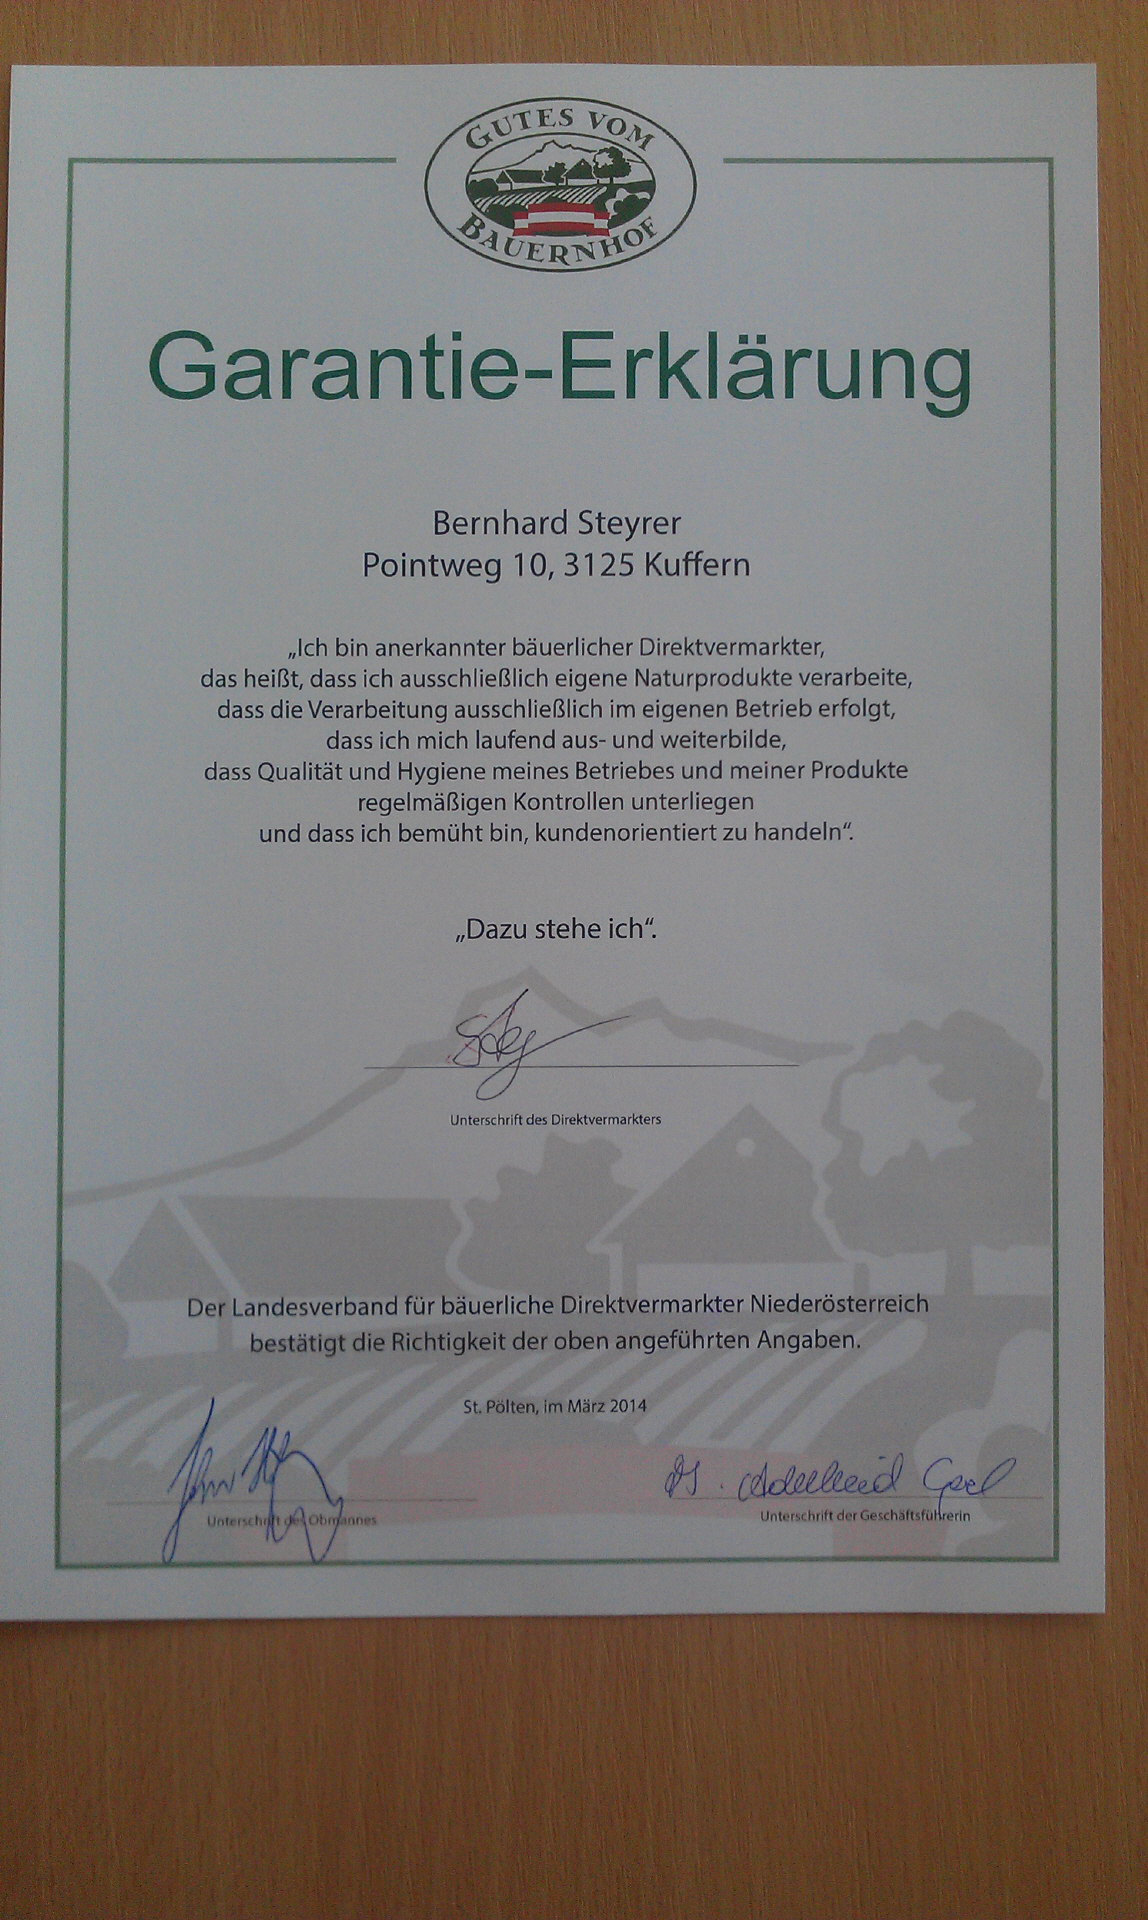 GUTES VOM
BAUERNHOF
Garantie-Erklärung
Bernhard Steyrer
Pointweg 10, 3125 Kuffern
„Ich bin anerkannter bäuerlicher Direktvermarkter,
das heißt, dass ich ausschließlich eigene Naturprodukte verarbeite,
dass die Verarbeitung ausschließlich im eigenen Betrieb erfolgt,
dass ich mich laufend aus- und weiterbilde,
dass Qualität und Hygiene meines Betriebes und meiner Produkte
regelmäßigen Kontrollen unterliegen
und dass ich bemüht bin, kundenorientiert zu handeln“.
„Dazu stehe ich“.
Unterschrift des Direktvermarkters
Der Landesverband für bäuerliche Direktvermarkter Niederösterreich
bestätigt die Richtigkeit der oben angeführten Angaben.
St. Pölten, im März 2014
Unterschrift des Obmannes
Unterschrift der Geschäftsführerin